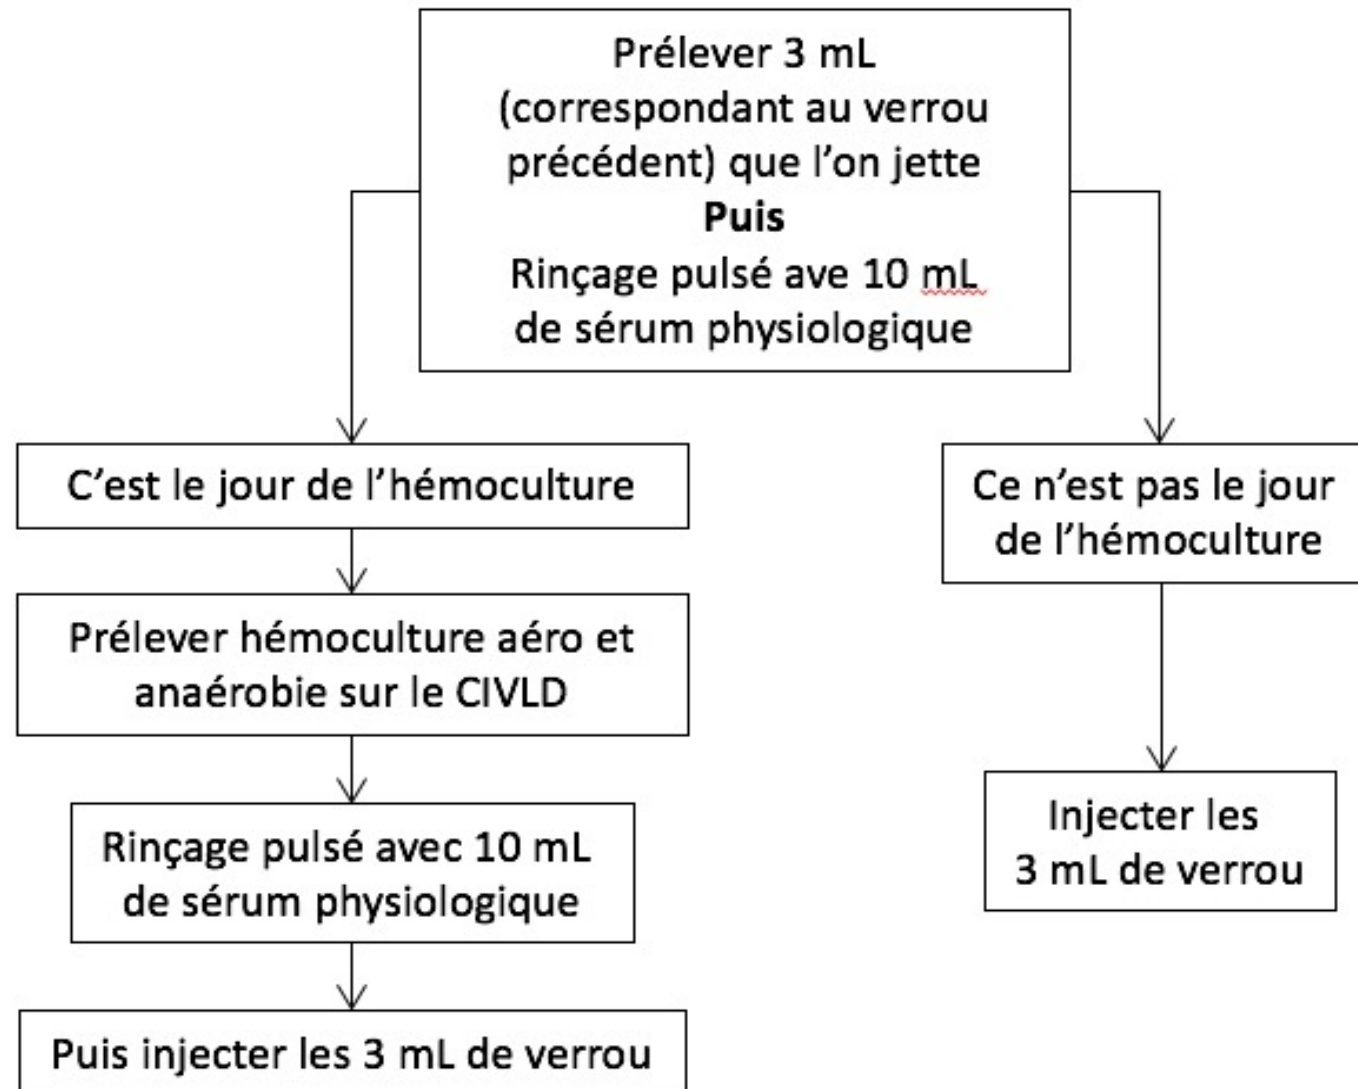 Prélever 3 mL
(correspondant au verrou
précédent) que l'on jette
Puis
Rinçage pulsé ave 10 mL
de sérum physiologique
C'est le jour de l'hémoculture
Ce n'est pas le jour
de l'hémoculture
Prélever hémoculture aéro et
anaérobie sur le CIVLD
Rinçage pulsé avec 10 mL
de sérum physiologique
Injecter les
3 mL de verrou
Puis injecter les 3 mL de verrou